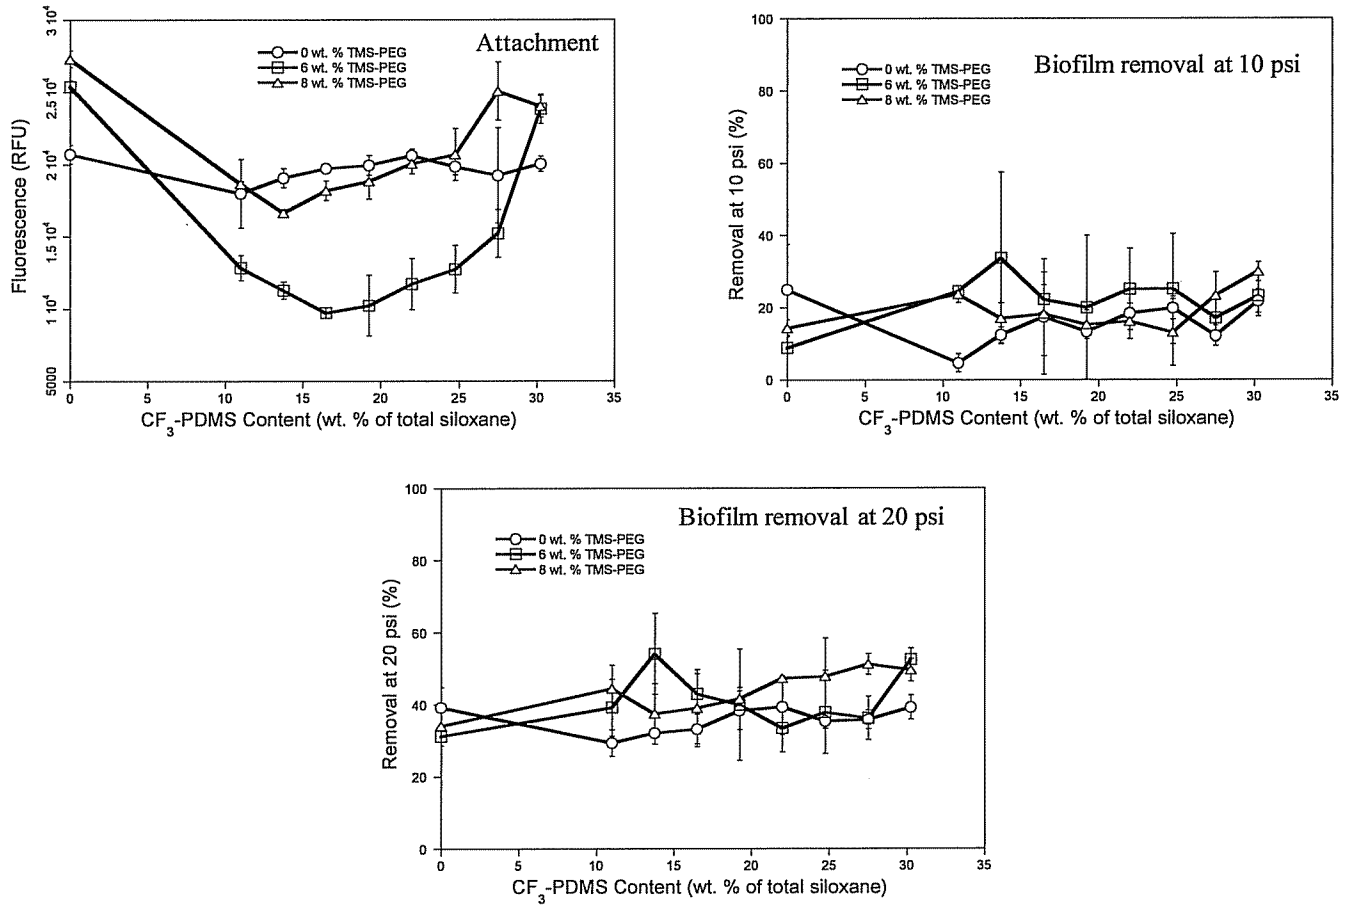 Attachment
0 wt. % TMS-PEG
6 wt. % TMS-PEG
8 wt. % TMS-PEG
Fluorescence (RFU)
3 10⁴
2.5 10⁴
2 10⁴
1.5 10⁴
1 10⁴
5000
0 5 10 15 20 25 30 35
CF₃-PDMS Content (wt. % of total siloxane)
Biofilm removal at 10 psi
0 wt. % TMS-PEG
6 wt. % TMS-PEG
8 wt. % TMS-PEG
Removal at 10 psi (%)
100
80
60
40
20
0
0 5 10 15 20 25 30 35
CF₃-PDMS Content (wt. % of total siloxane)
Biofilm removal at 20 psi
0 wt. % TMS-PEG
6 wt. % TMS-PEG
8 wt. % TMS-PEG
Removal at 20 psi (%)
100
80
60
40
20
0
0 5 10 15 20 25 30 35
CF₃-PDMS Content (wt. % of total siloxane)